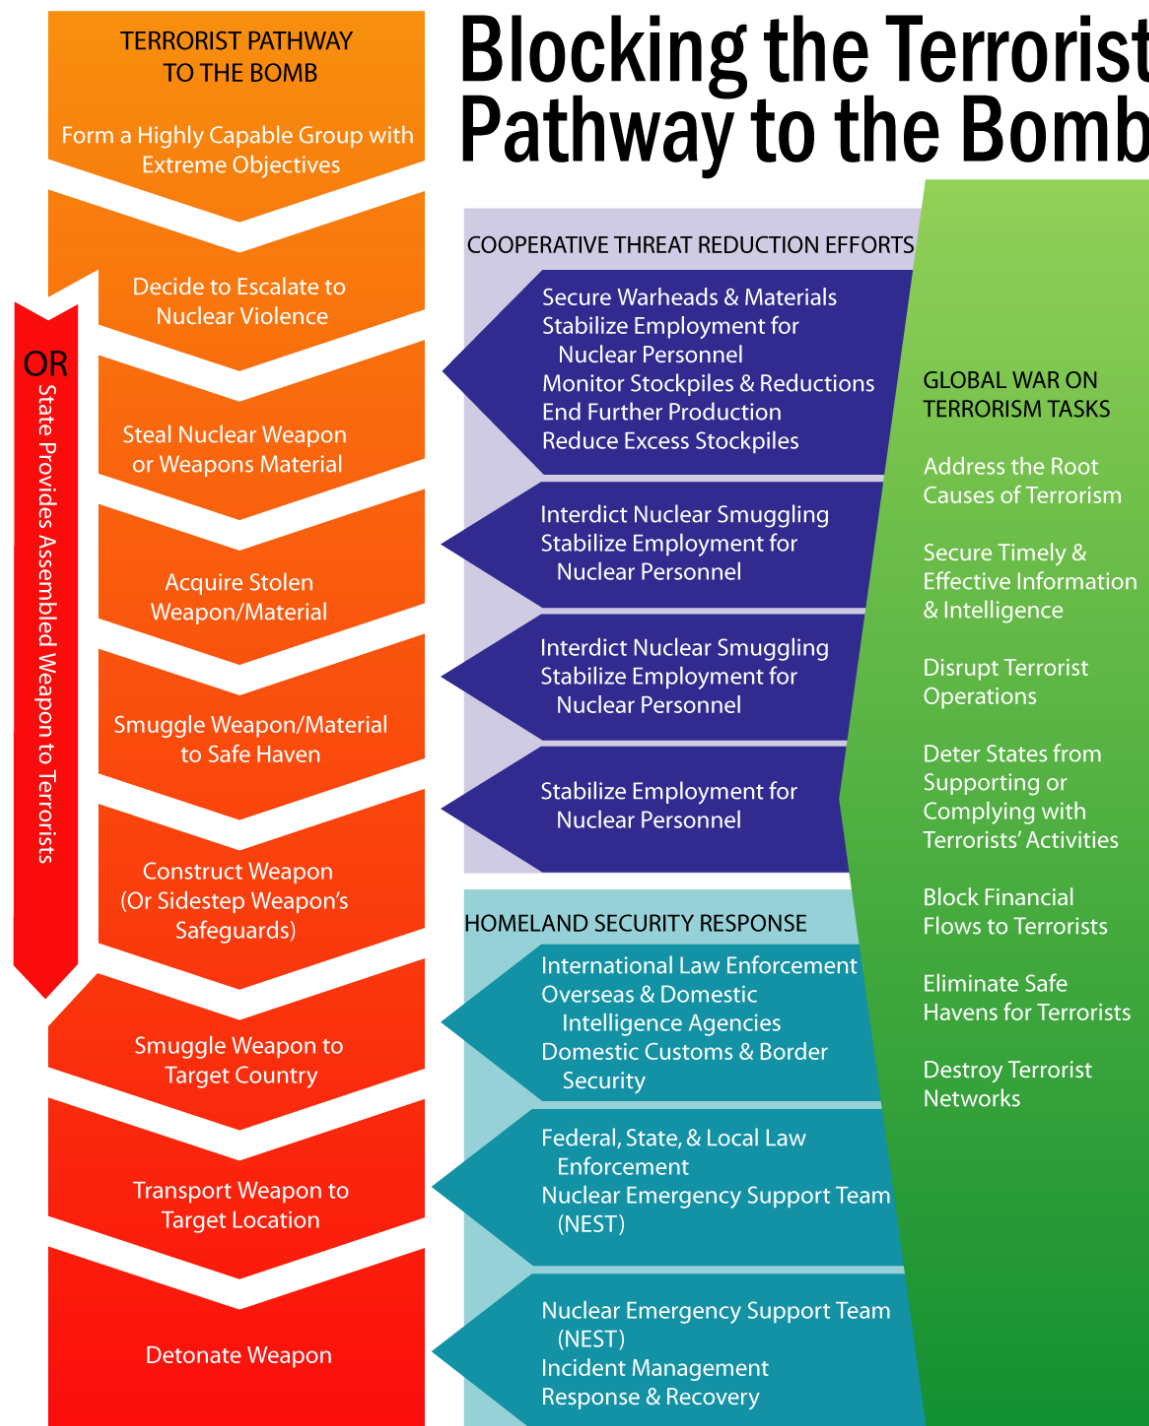 Blocking the Terrorist
Pathway to the Bomb
TERRORIST PATHWAY
TO THE BOMB
Form a Highly Capable Group with
Extreme Objectives
Decide to Escalate to
Nuclear Violence
OR
State Provides Assembled Weapon to Terrorists
Steal Nuclear Weapon
or Weapons Material
Acquire Stolen
Weapon/Material
Smuggle Weapon/Material
to Safe Haven
Construct Weapon
(Or Sidestep Weapon's
Safeguards)
Smuggle Weapon to
Target Country
Transport Weapon to
Target Location
Detonate Weapon
COOPERATIVE THREAT REDUCTION EFFORTS
Secure Warheads & Materials
Stabilize Employment for
Nuclear Personnel
Monitor Stockpiles & Reductions
End Further Production
Reduce Excess Stockpiles
Interdict Nuclear Smuggling
Stabilize Employment for
Nuclear Personnel
Interdict Nuclear Smuggling
Stabilize Employment for
Nuclear Personnel
Stabilize Employment for
Nuclear Personnel
HOMELAND SECURITY RESPONSE
International Law Enforcement
Overseas & Domestic
Intelligence Agencies
Domestic Customs & Border
Security
Federal, State, & Local Law
Enforcement
Nuclear Emergency Support Team
(NEST)
Nuclear Emergency Support Team
(NEST)
Incident Management
Response & Recovery
GLOBAL WAR ON
TERRORISM TASKS
Address the Root
Causes of Terrorism
Secure Timely &
Effective Information
& Intelligence
Disrupt Terrorist
Operations
Deter States from
Supporting or
Complying with
Terrorists' Activities
Block Financial
Flows to Terrorists
Eliminate Safe
Havens for Terrorists
Destroy Terrorist
Networks